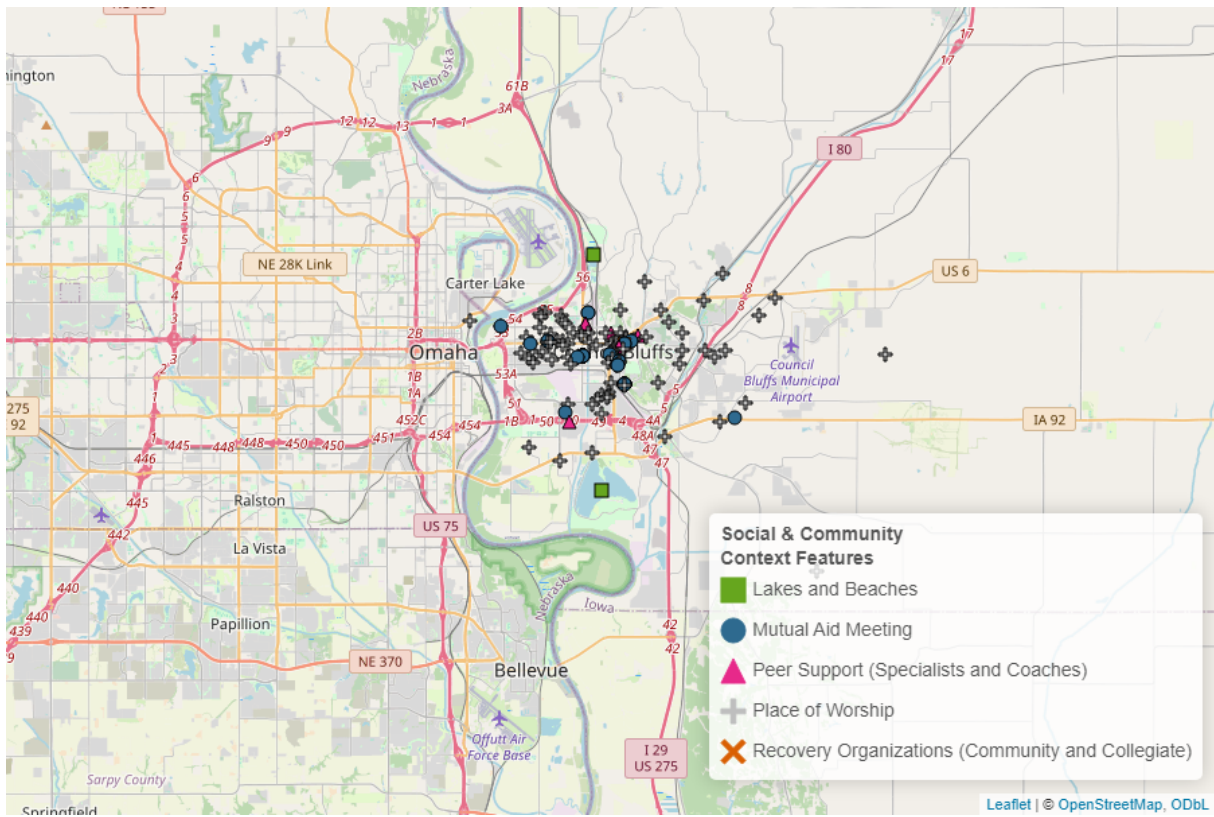 Nebraska
17
17
61B
3A
12 12 13 1 1
9
9
6
6
5
5
4
4
3
3
2
1
I 80
NE 28K Link
US 6
Carter Lake
56
8
8
54
2B
Omaha
Bluffs
53A
1B
1A
51
Council
Bluffs Municipal
Airport
5
5
275
92
452C
454
454
1B
1
50
49
4
4A
48A
47
47
IA 92
1
445
448
448
450
450
451
446
445
442
Ralston
US 75
La Vista
440
440
439
9
Papillion
NE 370
Bellevue
Nebraska
Iowa
42
42
Offutt Air
Force Base
I 29
US 275
Sarpy County
Springfield
Social & Community
Context Features
Lakes and Beaches
Mutual Aid Meeting
Peer Support (Specialists and Coaches)
Place of Worship
Recovery Organizations (Community and Collegiate)
Leaflet | © OpenStreetMap, ODbL